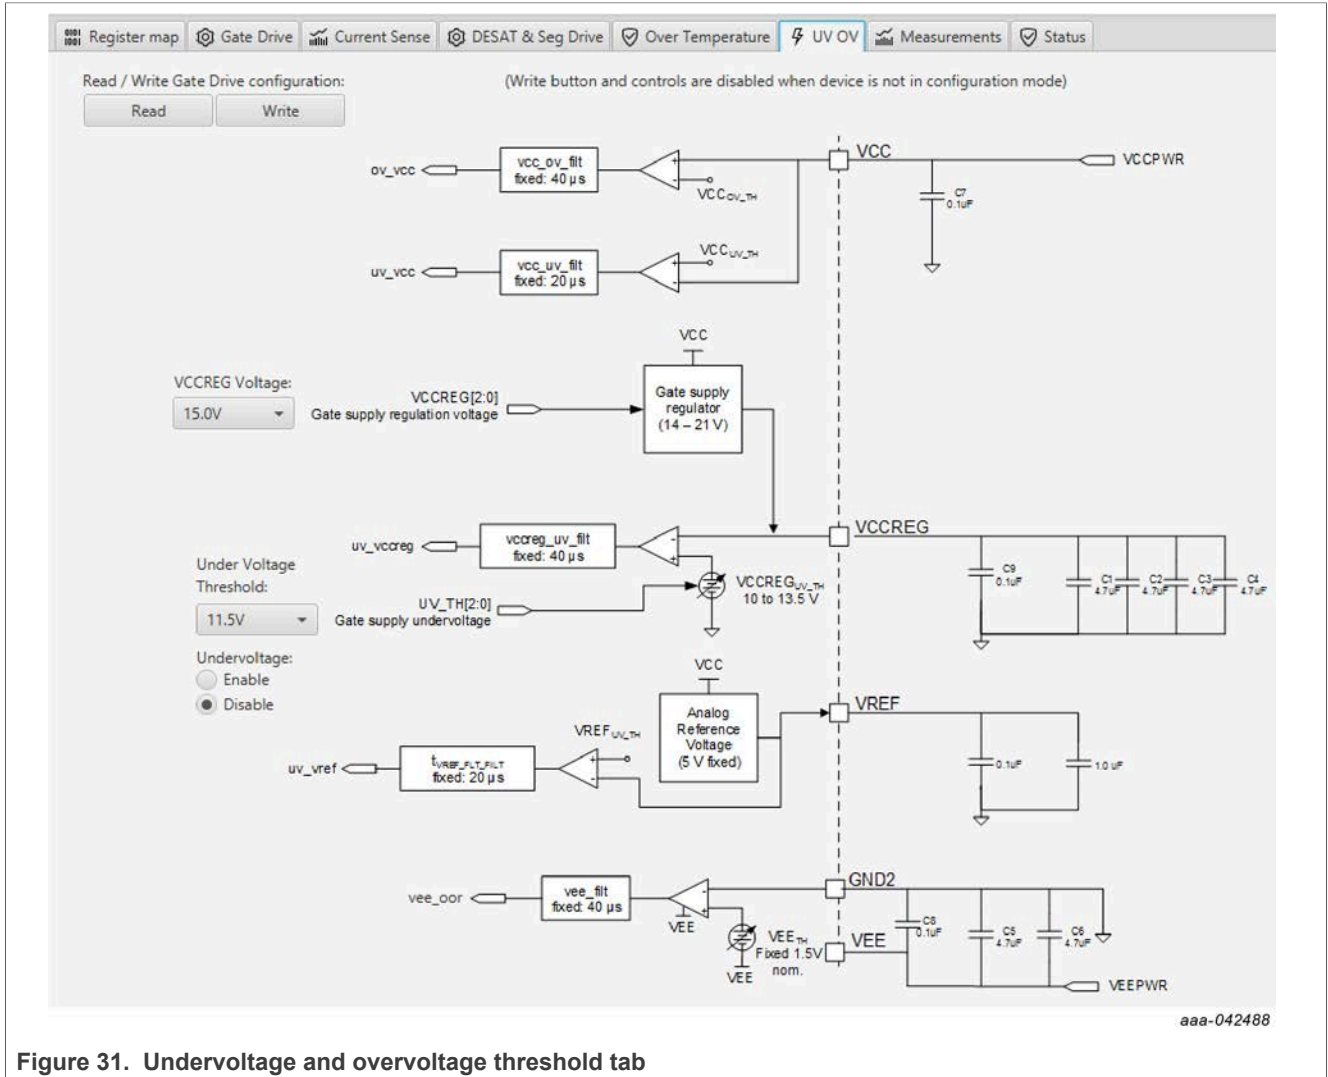 Register map
Gate Drive
Current Sense
DESAT & Seg Drive
Over Temperature
UV OV
Measurements
Status
Read / Write Gate Drive configuration:
(Write button and controls are disabled when device is not in configuration mode)
Read
Write
ov_vcc
vcc_ov_filt
fixed: 40 µs
VCC
VCCPWR
VCCOV_TH
C7
0.1uF
uv_vcc
vcc_uv_filt
fixed: 20 µs
VCCUV_TH
VCC
VCCREG Voltage:
15.0V
VCCREG[2:0]
Gate supply regulation voltage
Gate supply
regulator
(14 – 21 V)
uv_vccreg
vccreg_uv_filt
fixed: 40 µs
VCCREG
Under Voltage
Threshold:
11.5V
UV_TH[2:0]
Gate supply undervoltage
VCCREGUV_TH
10 to 13.5 V
C9
0.1uF
C1
4.7uF
C2
4.7uF
C3
4.7uF
C4
4.7uF
Undervoltage:
Enable
Disable
VCC
Analog
Reference
Voltage
(5 V fixed)
VREF
VREFUV_TH
uv_vref
tVREF_FLT_FILT
fixed: 20 µs
0.1uF
1.0 uF
vee_oor
vee_filt
fixed: 40 µs
VEE
GND2
VEETH
Fixed 1.5V
nom.
VEE
VEE
C8
0.1uF
C5
4.7uF
C6
4.7uF
VEEPWR
aaa-042488
Figure 31. Undervoltage and overvoltage threshold tab